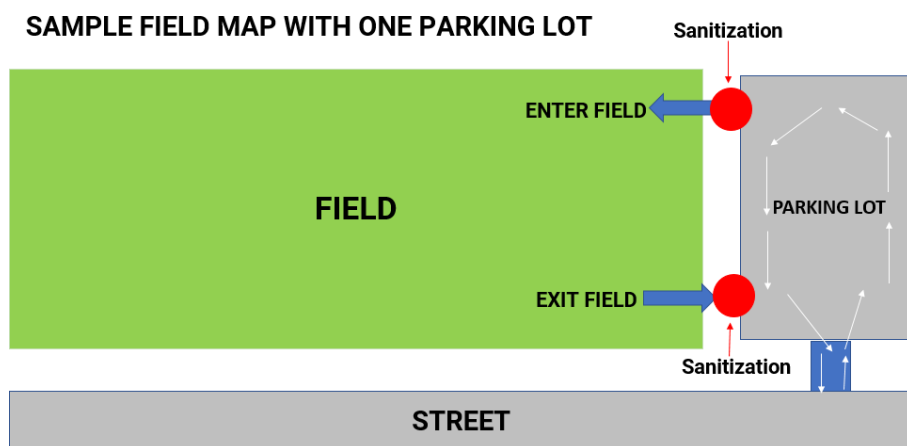 SAMPLE FIELD MAP WITH ONE PARKING LOT
Sanitization
ENTER FIELD
FIELD
PARKING LOT
EXIT FIELD
Sanitization
STREET